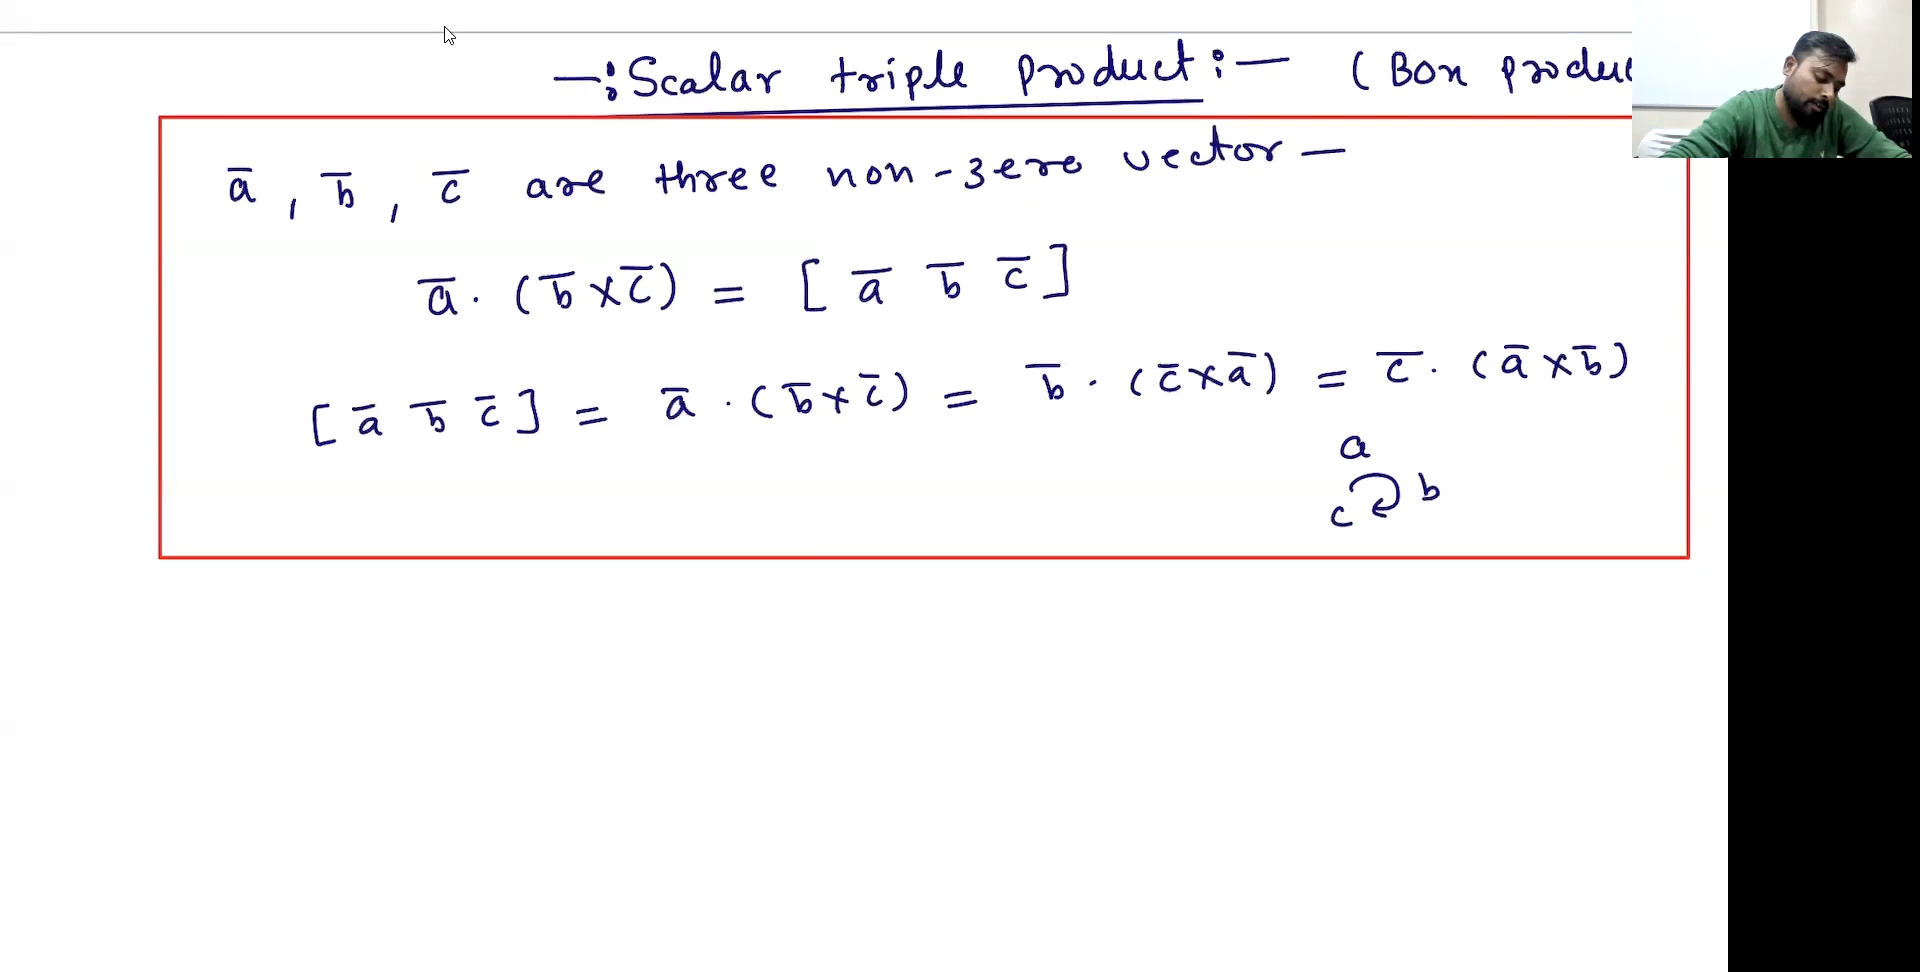 —: Scalar triple product :— (Box produc
a̅ , b̅ , c̅ are three non-zero vector —
a̅ . (b̅ × c̅) = [ a̅ b̅ c̅ ]
[ a̅ b̅ c̅ ] = a̅ . (b̅ × c̅) = b̅ . (c̅ × a̅) = c̅ . (a̅ × b̅)
a
c b